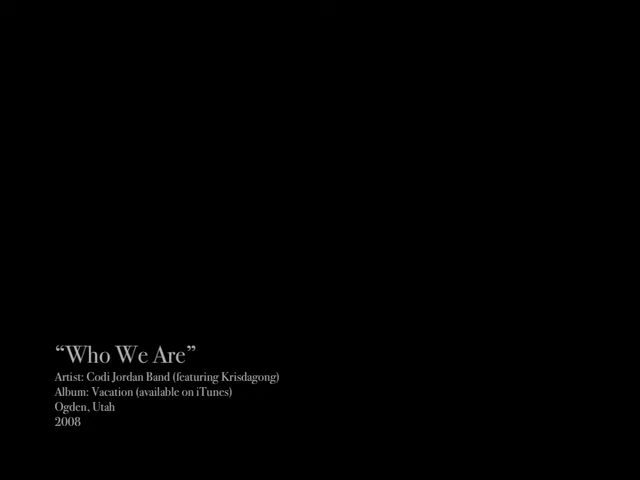 “Who We Are”
Artist: Codi Jordan Band (featuring Krisdagong)
Album: Vacation (available on iTunes)
Ogden, Utah
2008